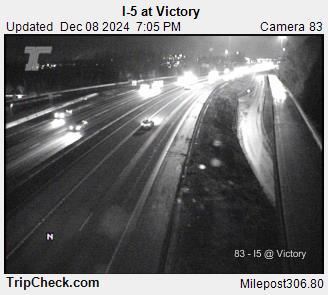 I-5 at Victory
Updated  Dec 08 2024  7:05 PM
Camera 83
T
N
83 - I5 @ Victory
TripCheck.com
Milepost306.80